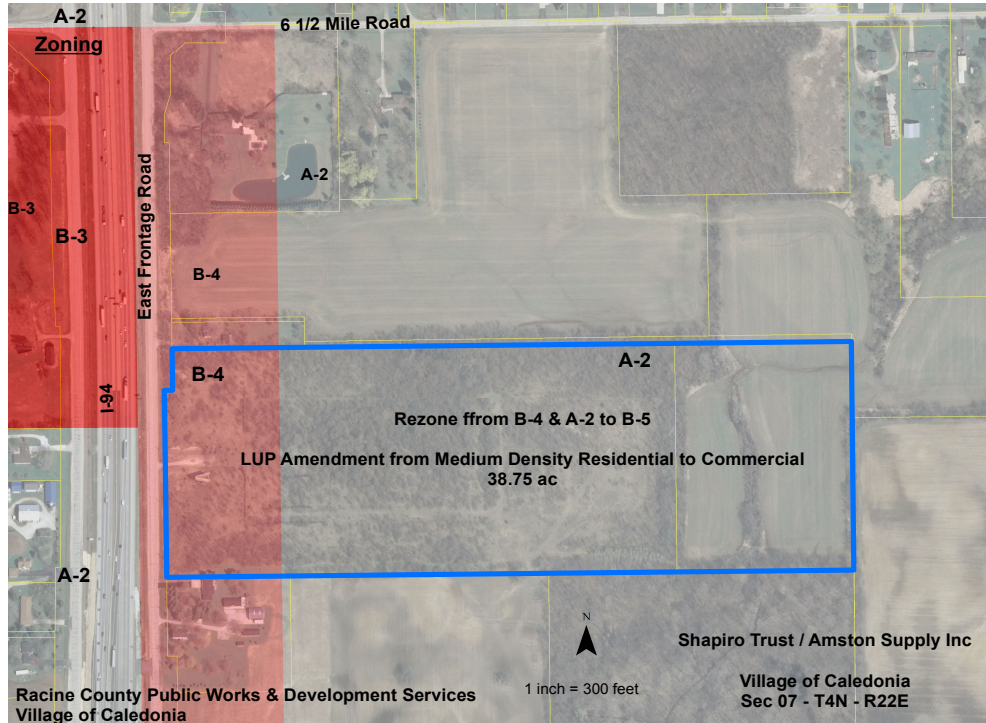 A-2
6 1/2 Mile Road
Zoning
A-2
B-3
B-3
East Frontage Road
B-4
I-94
B-4
A-2
Rezone ffrom B-4 & A-2 to B-5
LUP Amendment from Medium Density Residential to Commercial
38.75 ac
A-2
N
Shapiro Trust / Amston Supply Inc
1 inch = 300 feet
Village of Caledonia
Sec 07 - T4N - R22E
Racine County Public Works & Development Services
Village of Caledonia